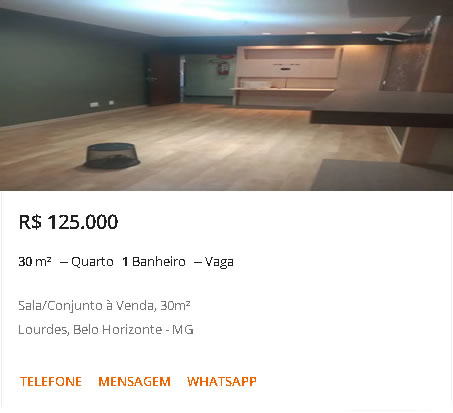 R$ 125.000
30 m² – Quarto 1 Banheiro – Vaga
Sala/Conjunto à Venda, 30m²
Lourdes, Belo Horizonte - MG
TELEFONE MENSAGEM WHATSAPP